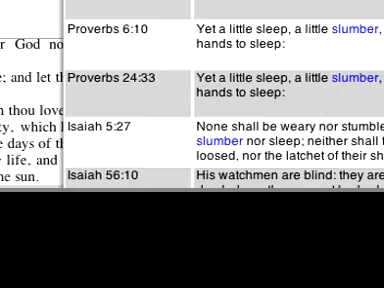 r God no
e; and let th
n thou love
ty, which
e days of th
life, and
ne sun.
Proverbs 6:10
Yet a little sleep, a little slumber,
hands to sleep:
Proverbs 24:33
Yet a little sleep, a little slumber,
hands to sleep:
Isaiah 5:27
None shall be weary nor stumble
slumber nor sleep; neither shall
loosed, nor the latchet of their sh
Isaiah 56:10
His watchmen are blind: they are